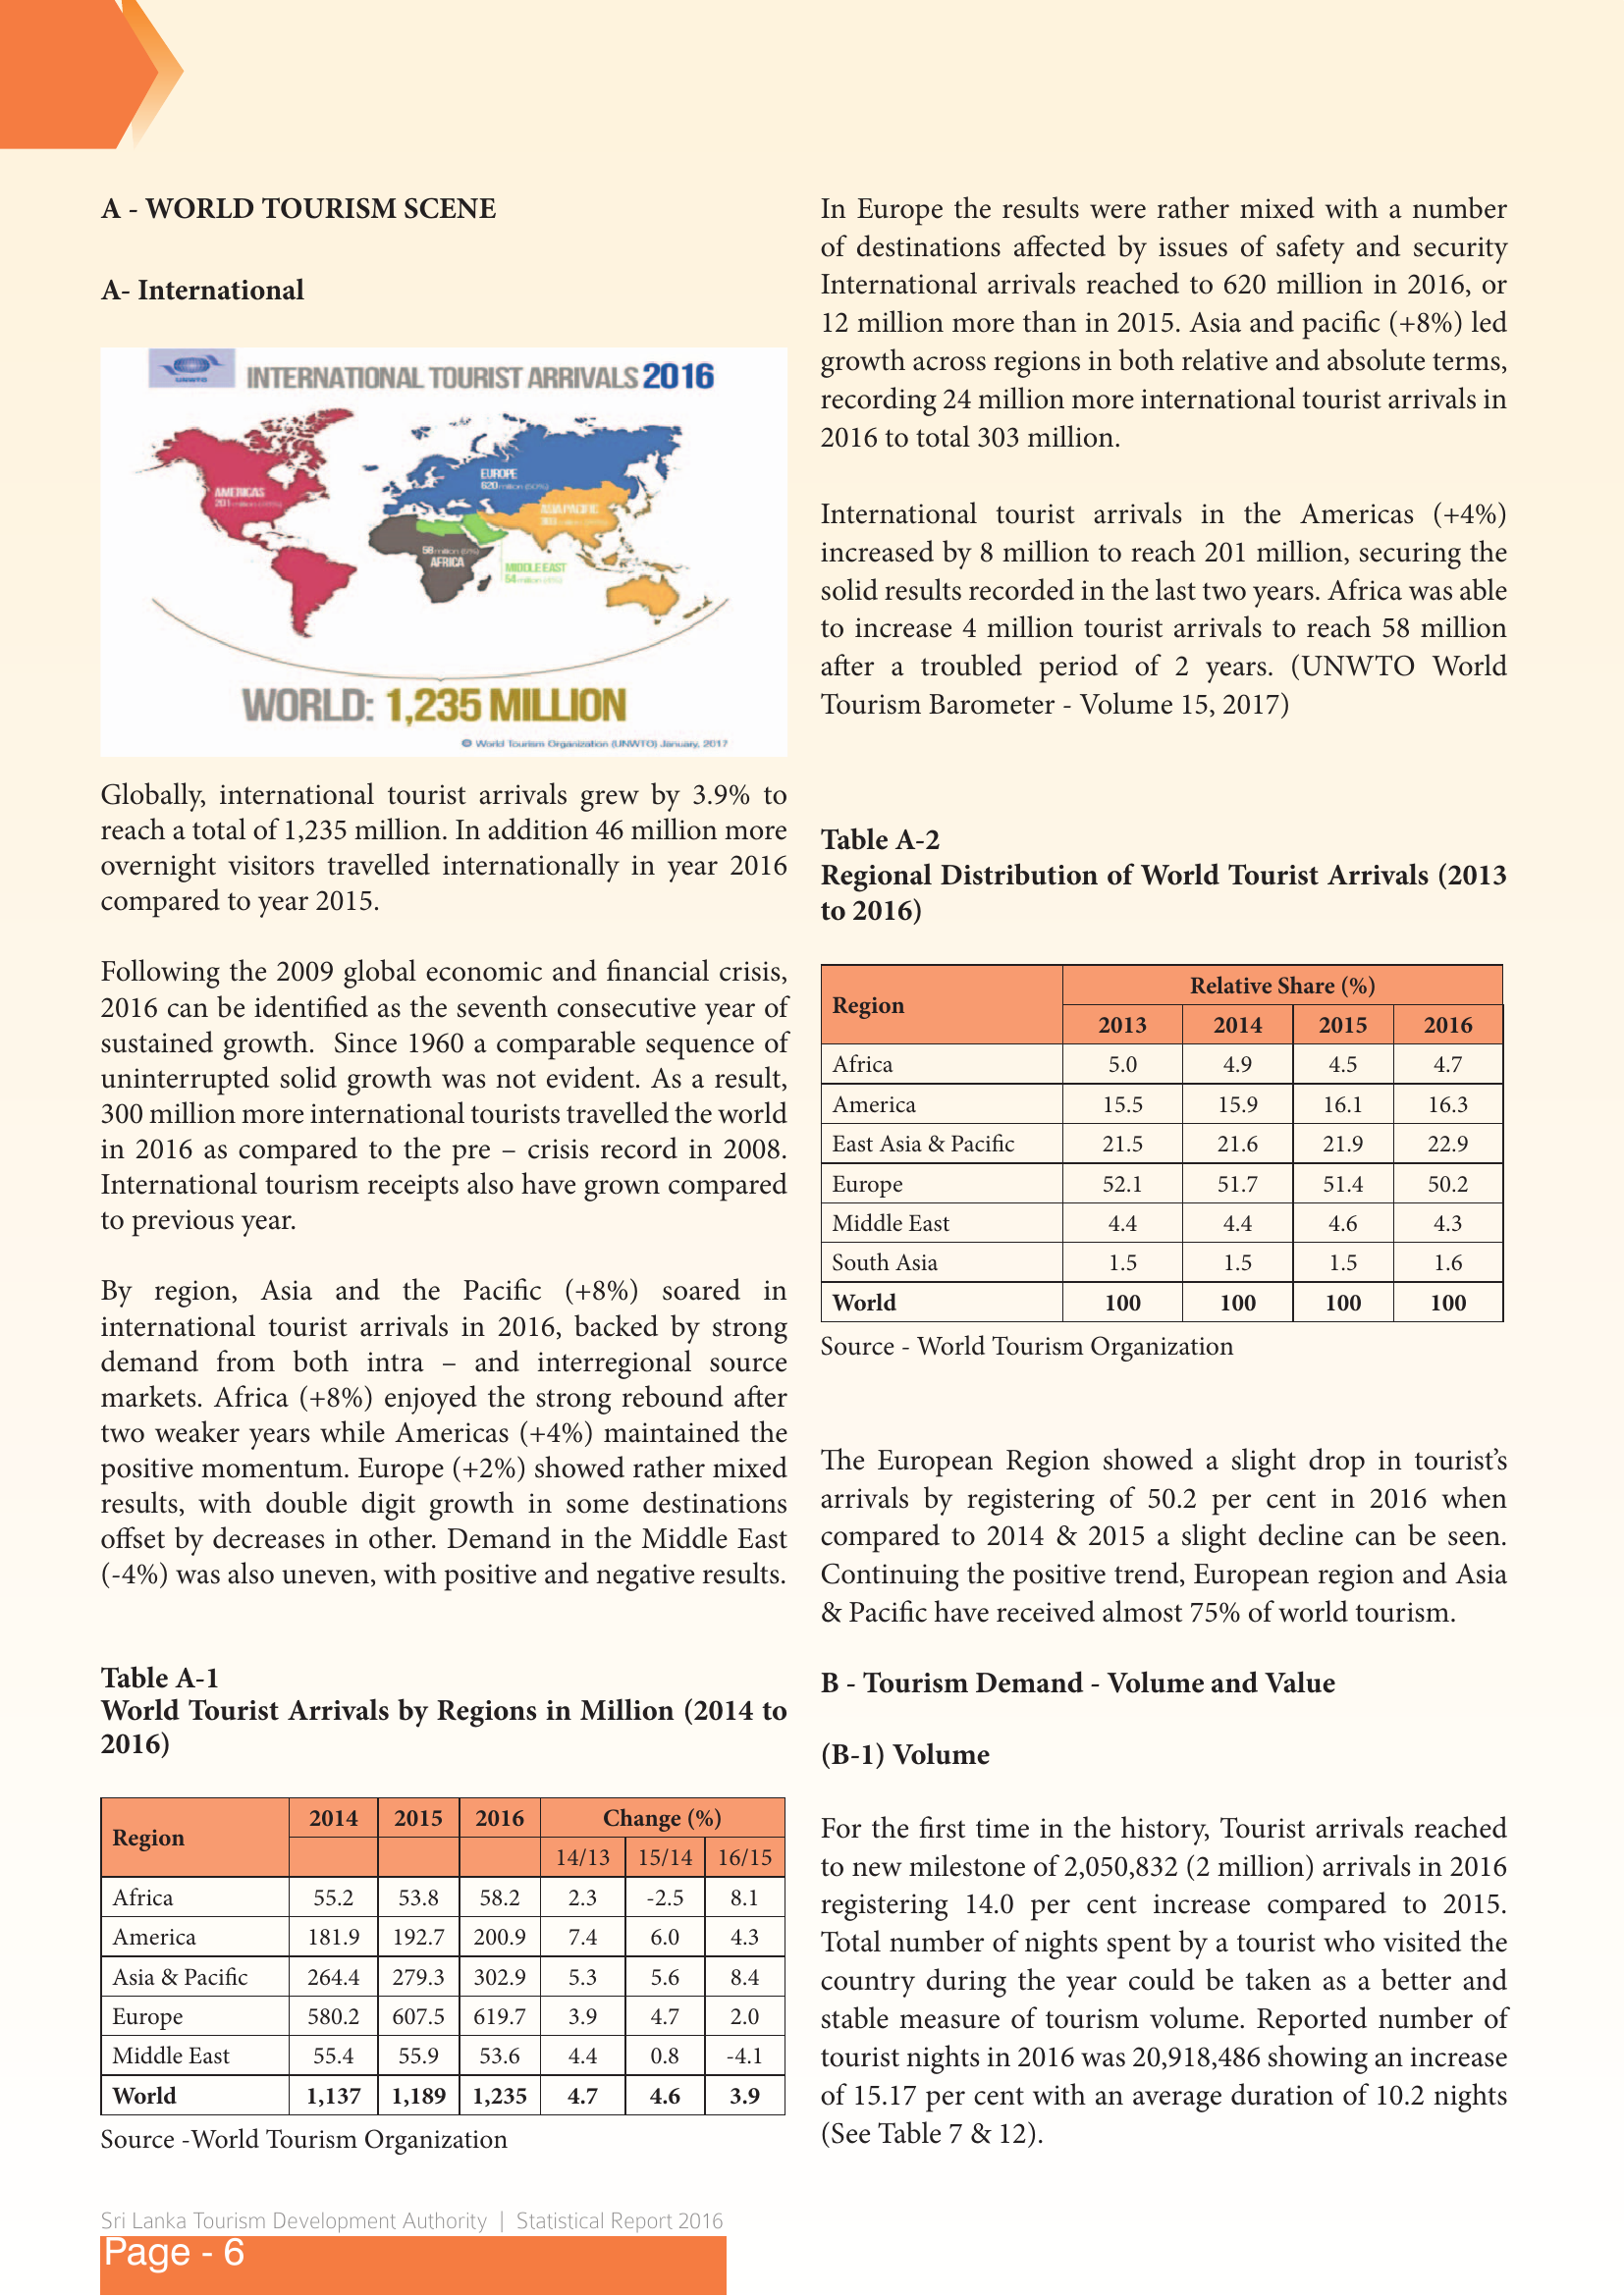 A - WORLD TOURISM SCENE
A- International
UNWTO
INTERNATIONAL TOURIST ARRIVALS 2016
EUROPE
620 million (50%)
AMERICAS
201 million
ASIA/PACIFIC
303
58 million
AFRICA
MIDDLE EAST
54 million
WORLD: 1,235 MILLION
© World Tourism Organization (UNWTO) January, 2017
Globally, international tourist arrivals grew by 3.9% to
reach a total of 1,235 million. In addition 46 million more
overnight visitors travelled internationally in year 2016
compared to year 2015.
Following the 2009 global economic and financial crisis,
2016 can be identified as the seventh consecutive year of
sustained growth. Since 1960 a comparable sequence of
uninterrupted solid growth was not evident. As a result,
300 million more international tourists travelled the world
in 2016 as compared to the pre – crisis record in 2008.
International tourism receipts also have grown compared
to previous year.
By region, Asia and the Pacific (+8%) soared in
international tourist arrivals in 2016, backed by strong
demand from both intra – and interregional source
markets. Africa (+8%) enjoyed the strong rebound after
two weaker years while Americas (+4%) maintained the
positive momentum. Europe (+2%) showed rather mixed
results, with double digit growth in some destinations
offset by decreases in other. Demand in the Middle East
(-4%) was also uneven, with positive and negative results.
Table A-1
World Tourist Arrivals by Regions in Million (2014 to
2016)
Region 2014 2015 2016 Change (%)
14/13 15/14 16/15
Africa 55.2 53.8 58.2 2.3 -2.5 8.1
America 181.9 192.7 200.9 7.4 6.0 4.3
Asia & Pacific 264.4 279.3 302.9 5.3 5.6 8.4
Europe 580.2 607.5 619.7 3.9 4.7 2.0
Middle East 55.4 55.9 53.6 4.4 0.8 -4.1
World 1,137 1,189 1,235 4.7 4.6 3.9
Source -World Tourism Organization
In Europe the results were rather mixed with a number
of destinations affected by issues of safety and security
International arrivals reached to 620 million in 2016, or
12 million more than in 2015. Asia and pacific (+8%) led
growth across regions in both relative and absolute terms,
recording 24 million more international tourist arrivals in
2016 to total 303 million.
International tourist arrivals in the Americas (+4%)
increased by 8 million to reach 201 million, securing the
solid results recorded in the last two years. Africa was able
to increase 4 million tourist arrivals to reach 58 million
after a troubled period of 2 years. (UNWTO World
Tourism Barometer - Volume 15, 2017)
Table A-2
Regional Distribution of World Tourist Arrivals (2013
to 2016)
Region Relative Share (%)
2013 2014 2015 2016
Africa 5.0 4.9 4.5 4.7
America 15.5 15.9 16.1 16.3
East Asia & Pacific 21.5 21.6 21.9 22.9
Europe 52.1 51.7 51.4 50.2
Middle East 4.4 4.4 4.6 4.3
South Asia 1.5 1.5 1.5 1.6
World 100 100 100 100
Source - World Tourism Organization
The European Region showed a slight drop in tourist’s
arrivals by registering of 50.2 per cent in 2016 when
compared to 2014 & 2015 a slight decline can be seen.
Continuing the positive trend, European region and Asia
& Pacific have received almost 75% of world tourism.
B - Tourism Demand - Volume and Value
(B-1) Volume
For the first time in the history, Tourist arrivals reached
to new milestone of 2,050,832 (2 million) arrivals in 2016
registering 14.0 per cent increase compared to 2015.
Total number of nights spent by a tourist who visited the
country during the year could be taken as a better and
stable measure of tourism volume. Reported number of
tourist nights in 2016 was 20,918,486 showing an increase
of 15.17 per cent with an average duration of 10.2 nights
(See Table 7 & 12).
Sri Lanka Tourism Development Authority | Statistical Report 2016
Page - 6